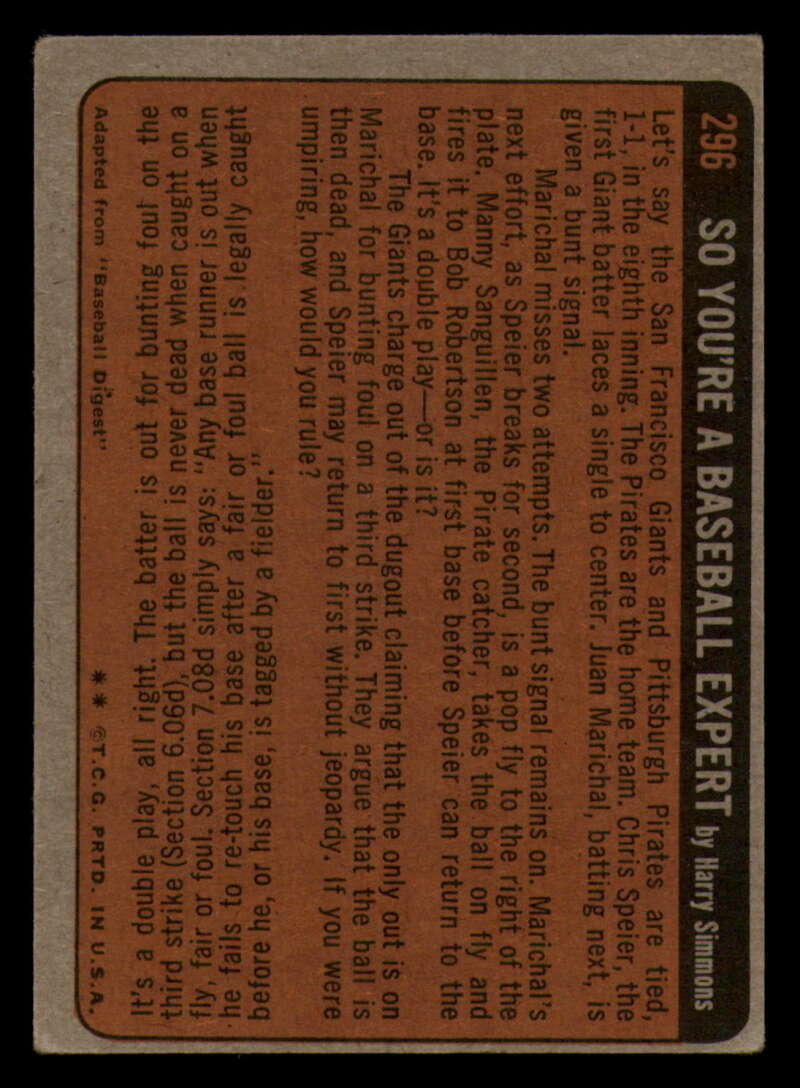 296 SO YOU'RE A BASEBALL EXPERT by Harry Simmons
Let's say the San Francisco Giants and Pittsburgh Pirates are tied,
1-1, in the eighth inning. The Pirates are the home team. Chris Speier, the
first Giant batter laces a single to center. Juan Marichal, batting next, is
given a bunt signal.
Marichal misses two attempts. The bunt signal remains on. Marichal's
next effort, as Speier breaks for second, is a pop fly to the right of the
plate. Manny Sanguillen, the Pirate catcher, takes the ball on fly and
fires it to Bob Robertson at first base before Speier can return to the
base. It's a double play—or is it?
The Giants charge out of the dugout claiming that the only out is on
Marichal for bunting foul on a third strike. They argue that the ball is
then dead, and Speier may return to first without jeopardy. If you were
umpiring, how would you rule?
It's a double play, all right. The batter is out for bunting foul on the
third strike (Section 6.06d), but the ball is never dead when caught on a
fly, fair or foul. Section 7.08d simply says: "Any base runner is out when
he fails to re-touch his base after a fair or foul ball is legally caught
before he, or his base, is tagged by a fielder."
Adapted from "Baseball Digest" ** ©T.C.G. PRTD. IN U.S.A.